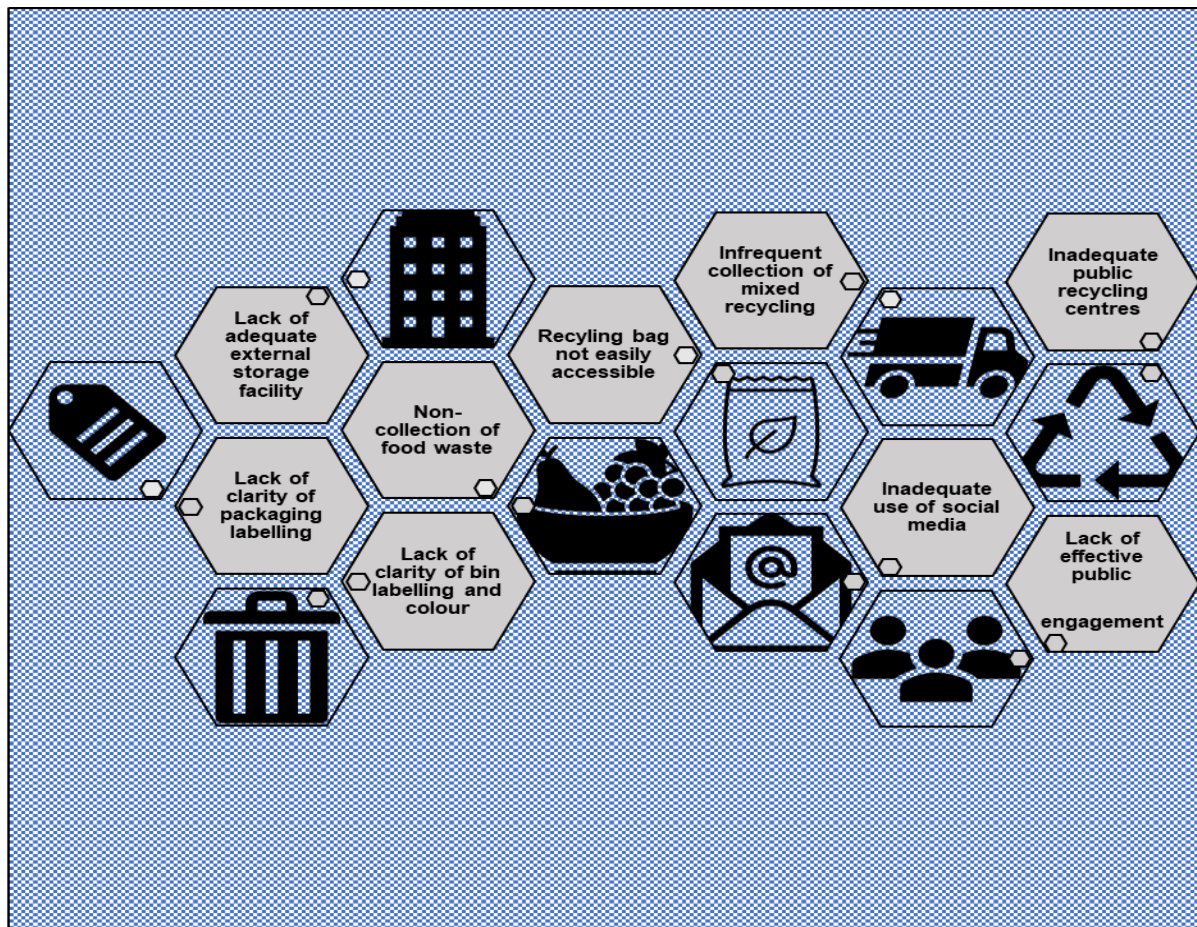 Lack of
adequate
external
storage
facility
Lack of
clarity of
packaging
labelling
Non-
collection of
food waste
Lack of
clarity of bin
labelling and
colour
Recyling bag
not easily
accessible
Infrequent
collection of
mixed
recycling
@
Inadequate
use of social
media
Inadequate
public
recycling
centres
Lack of
effective
public
engagement